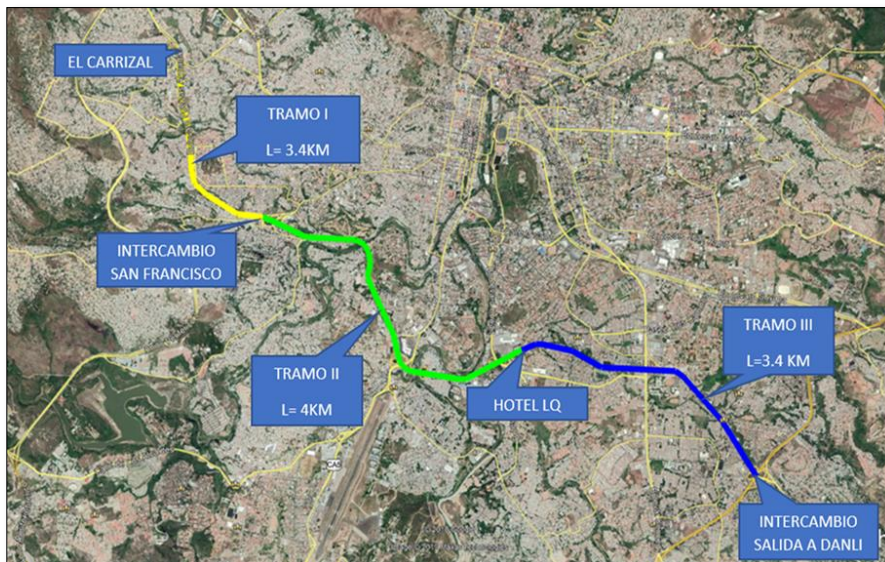 EL CARRIZAL
TRAMO I
L= 3.4KM
INTERCAMBIO
SAN FRANCISCO
TRAMO II
L= 4KM
HOTEL LQ
TRAMO III
L=3.4 KM
INTERCAMBIO
SALIDA A DANLI